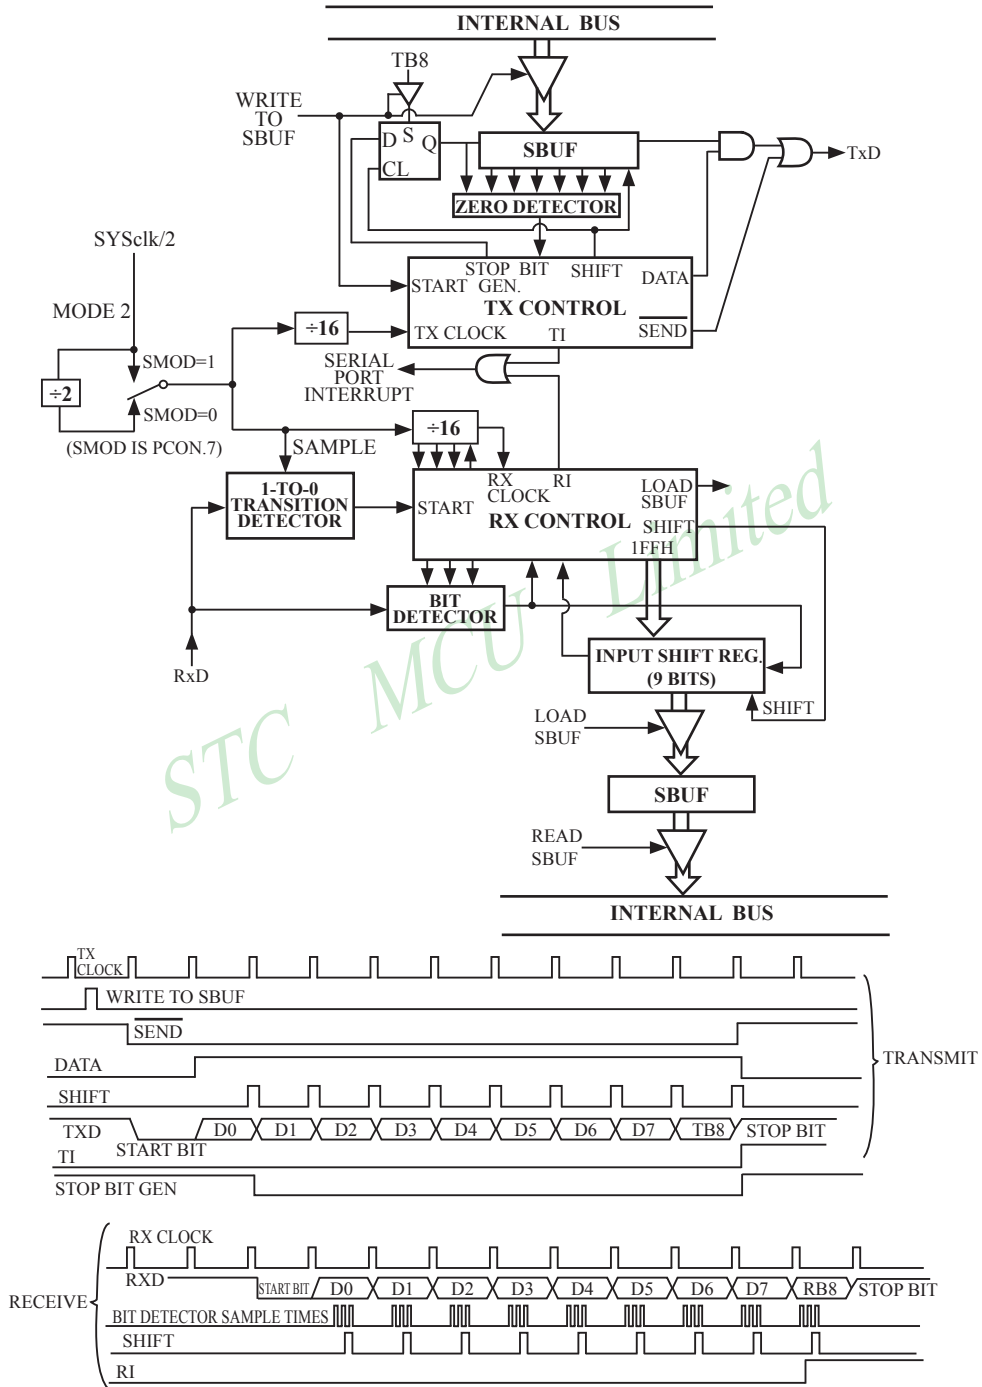 INTERNAL BUS
TB8
WRITE
TO
SBUF
D S Q
CL
SBUF
TxD
ZERO DETECTOR
SYSclk/2
STOP BIT
GEN.
SHIFT
DATA
START
TX CONTROL
MODE 2
÷16
TX CLOCK
TI
SEND
SMOD=1
SERIAL
PORT
INTERRUPT
÷2
SMOD=0
(SMOD IS PCON.7)
SAMPLE
÷16
1-TO-0
TRANSITION
DETECTOR
START
RX
CLOCK
RI
LOAD
SBUF
RX CONTROL
SHIFT
1FFH
BIT
DETECTOR
RxD
INPUT SHIFT REG.
(9 BITS)
SHIFT
LOAD
SBUF
SBUF
READ
SBUF
INTERNAL BUS
STC MCU Limited
TX
CLOCK
WRITE TO SBUF
SEND
DATA
TRANSMIT
SHIFT
TXD
START BIT
D0 D1 D2 D3 D4 D5 D6 D7 TB8 STOP BIT
TI
STOP BIT GEN
RX CLOCK
RXD
START BIT D0 D1 D2 D3 D4 D5 D6 D7 RB8 STOP BIT
RECEIVE
BIT DETECTOR SAMPLE TIMES
SHIFT
RI